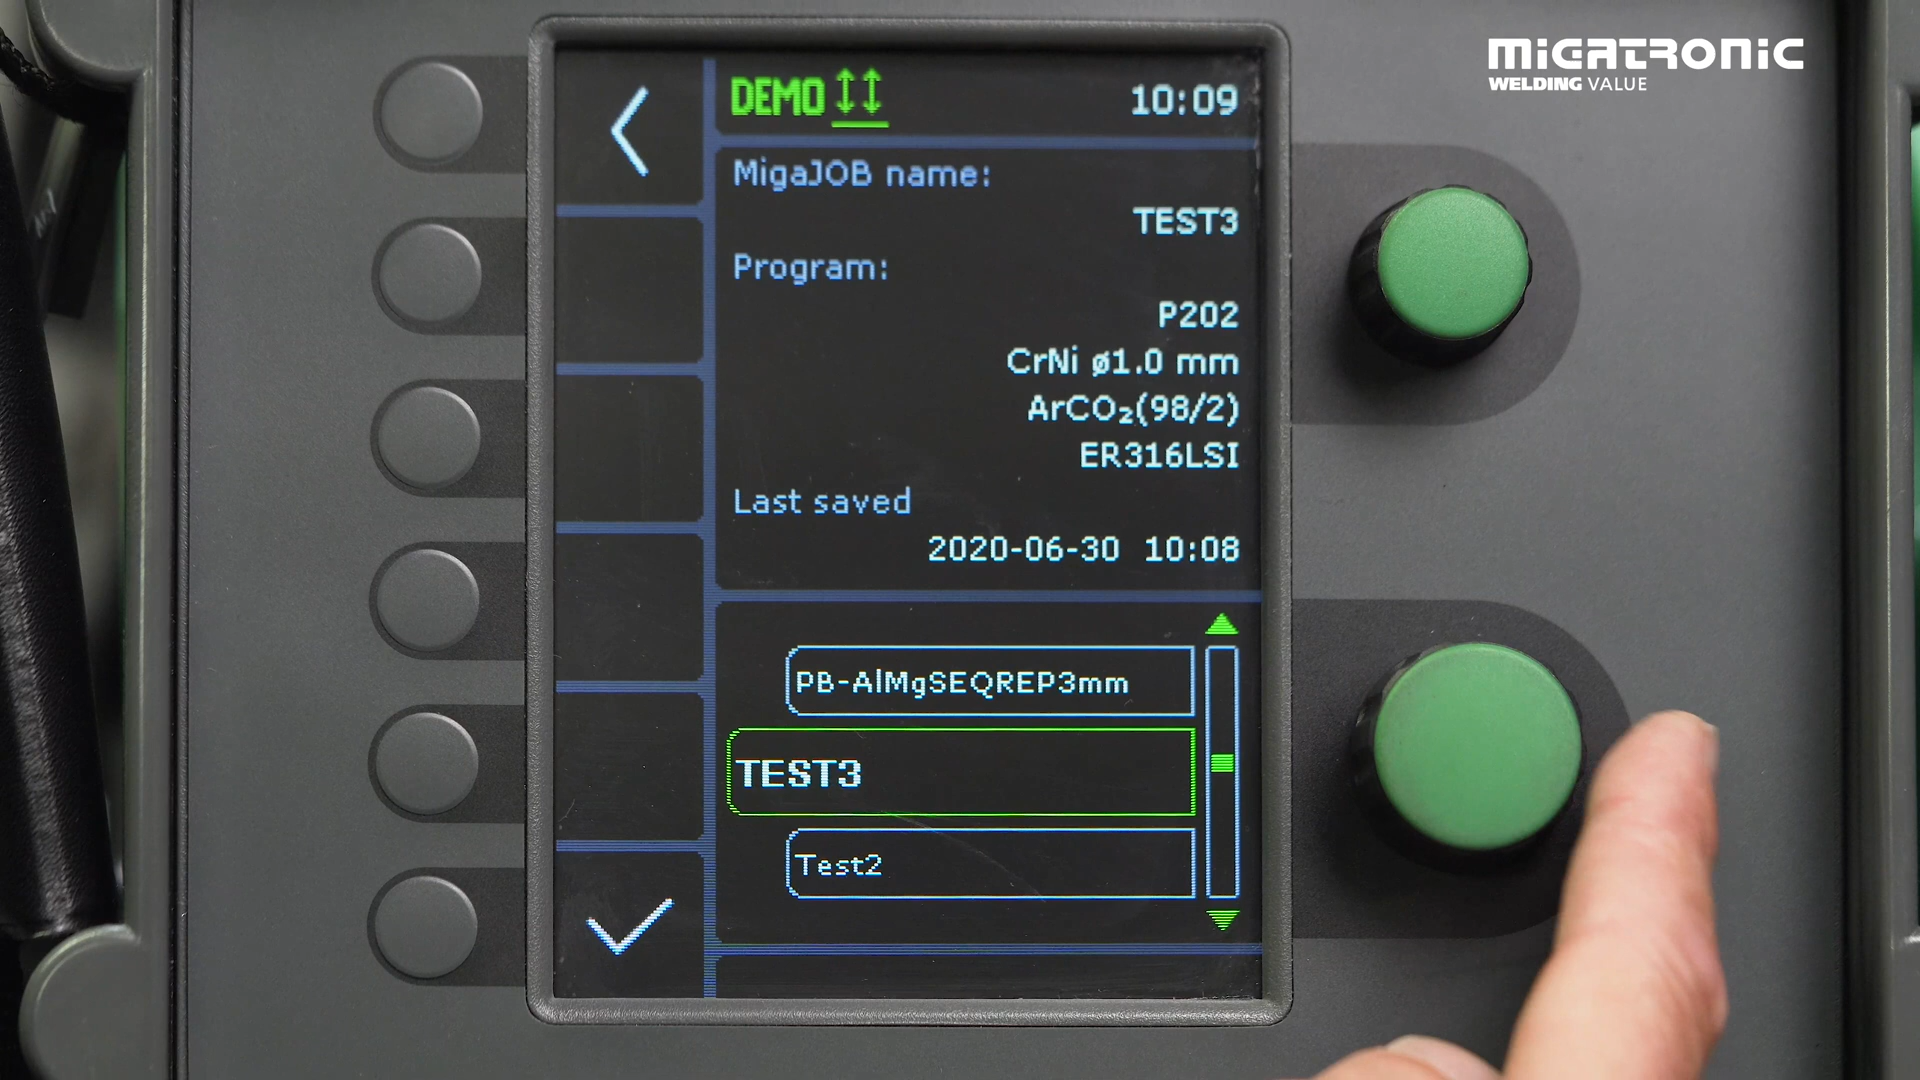 MIGATRONIC
WELDING VALUE
DEMO 10:09
MigaJOB name:
TEST3
Program:
P202
CrNi ø1.0 mm
ArCO₂(98/2)
ER316LSI
Last saved
2020-06-30 10:08
PB-AlMgSEQREP3mm
TEST3
Test2